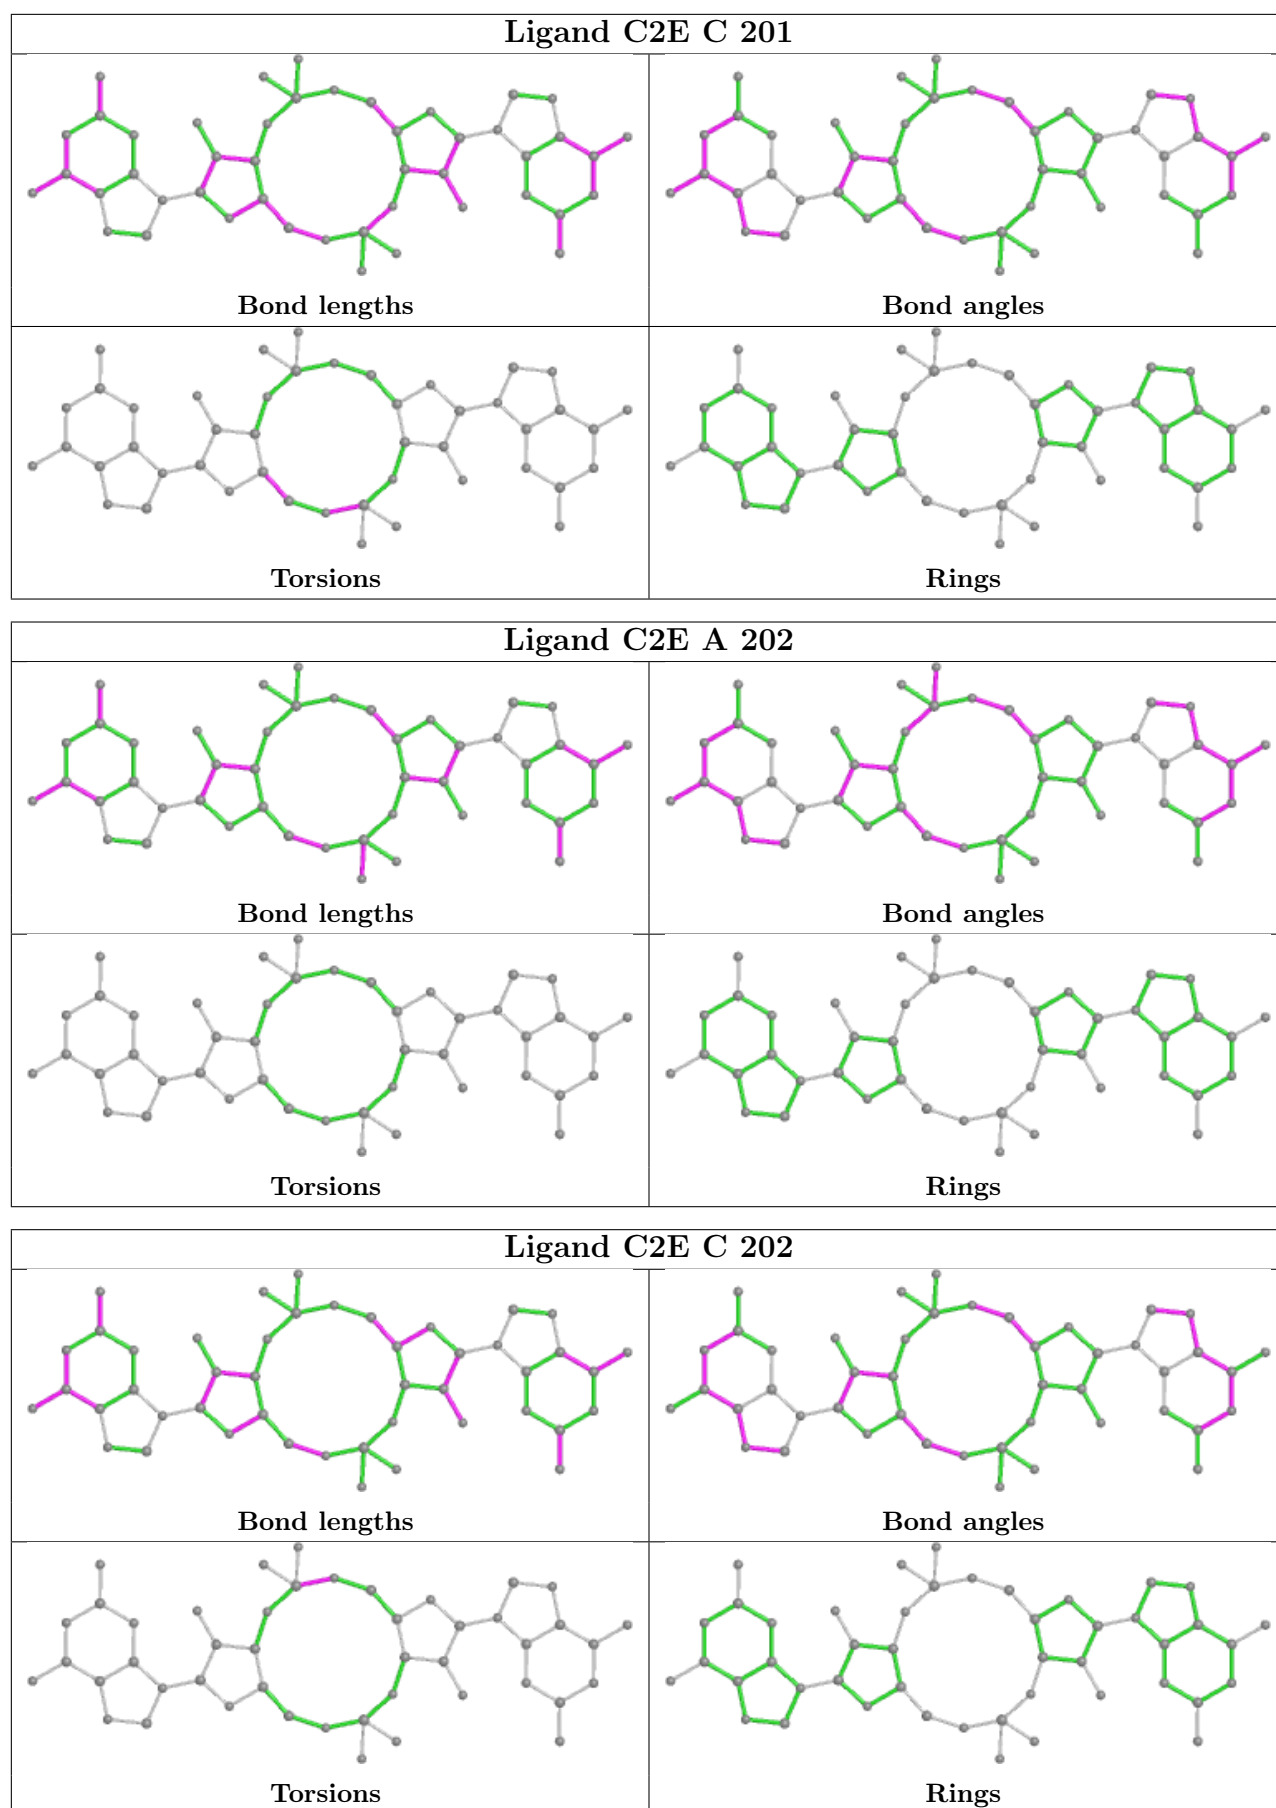 Ligand C2E C 201
Bond lengths
Bond angles
Torsions
Rings
Ligand C2E A 202
Bond lengths
Bond angles
Torsions
Rings
Ligand C2E C 202
Bond lengths
Bond angles
Torsions
Rings